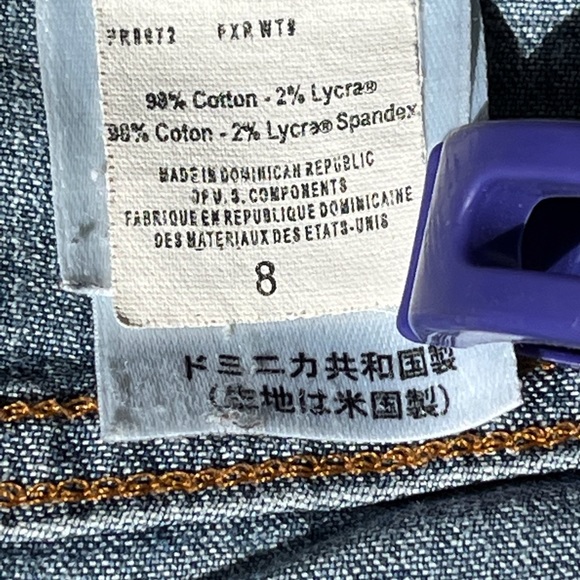 98% Cotton - 2% Lycra®
98% Coton - 2% Lycra® Spandex
MADE IN DOMINICAN REPUBLIC
OF U.S. COMPONENTS
FABRIQUE EN REPUBLIQUE DOMINICAINE
DES MATERIAUX DES ETATS-UNIS
8
ドミニカ共和国製
(生地は米国製)